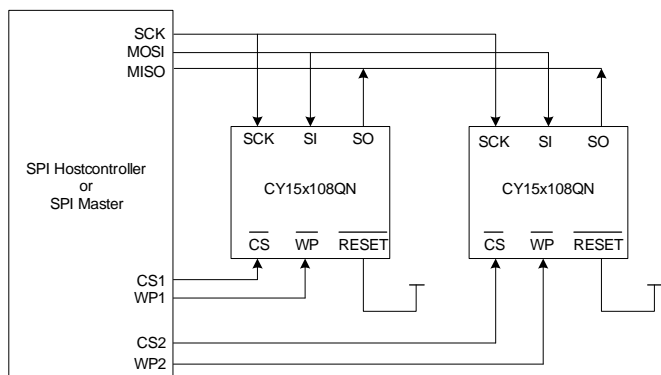 SCK
MOSI
MISO
SPI Hostcontroller
or
SPI Master
CS1
WP1
CS2
WP2
SCK SI SO
CY15x108QN
CS WP RESET
SCK SI SO
CY15x108QN
CS WP RESET